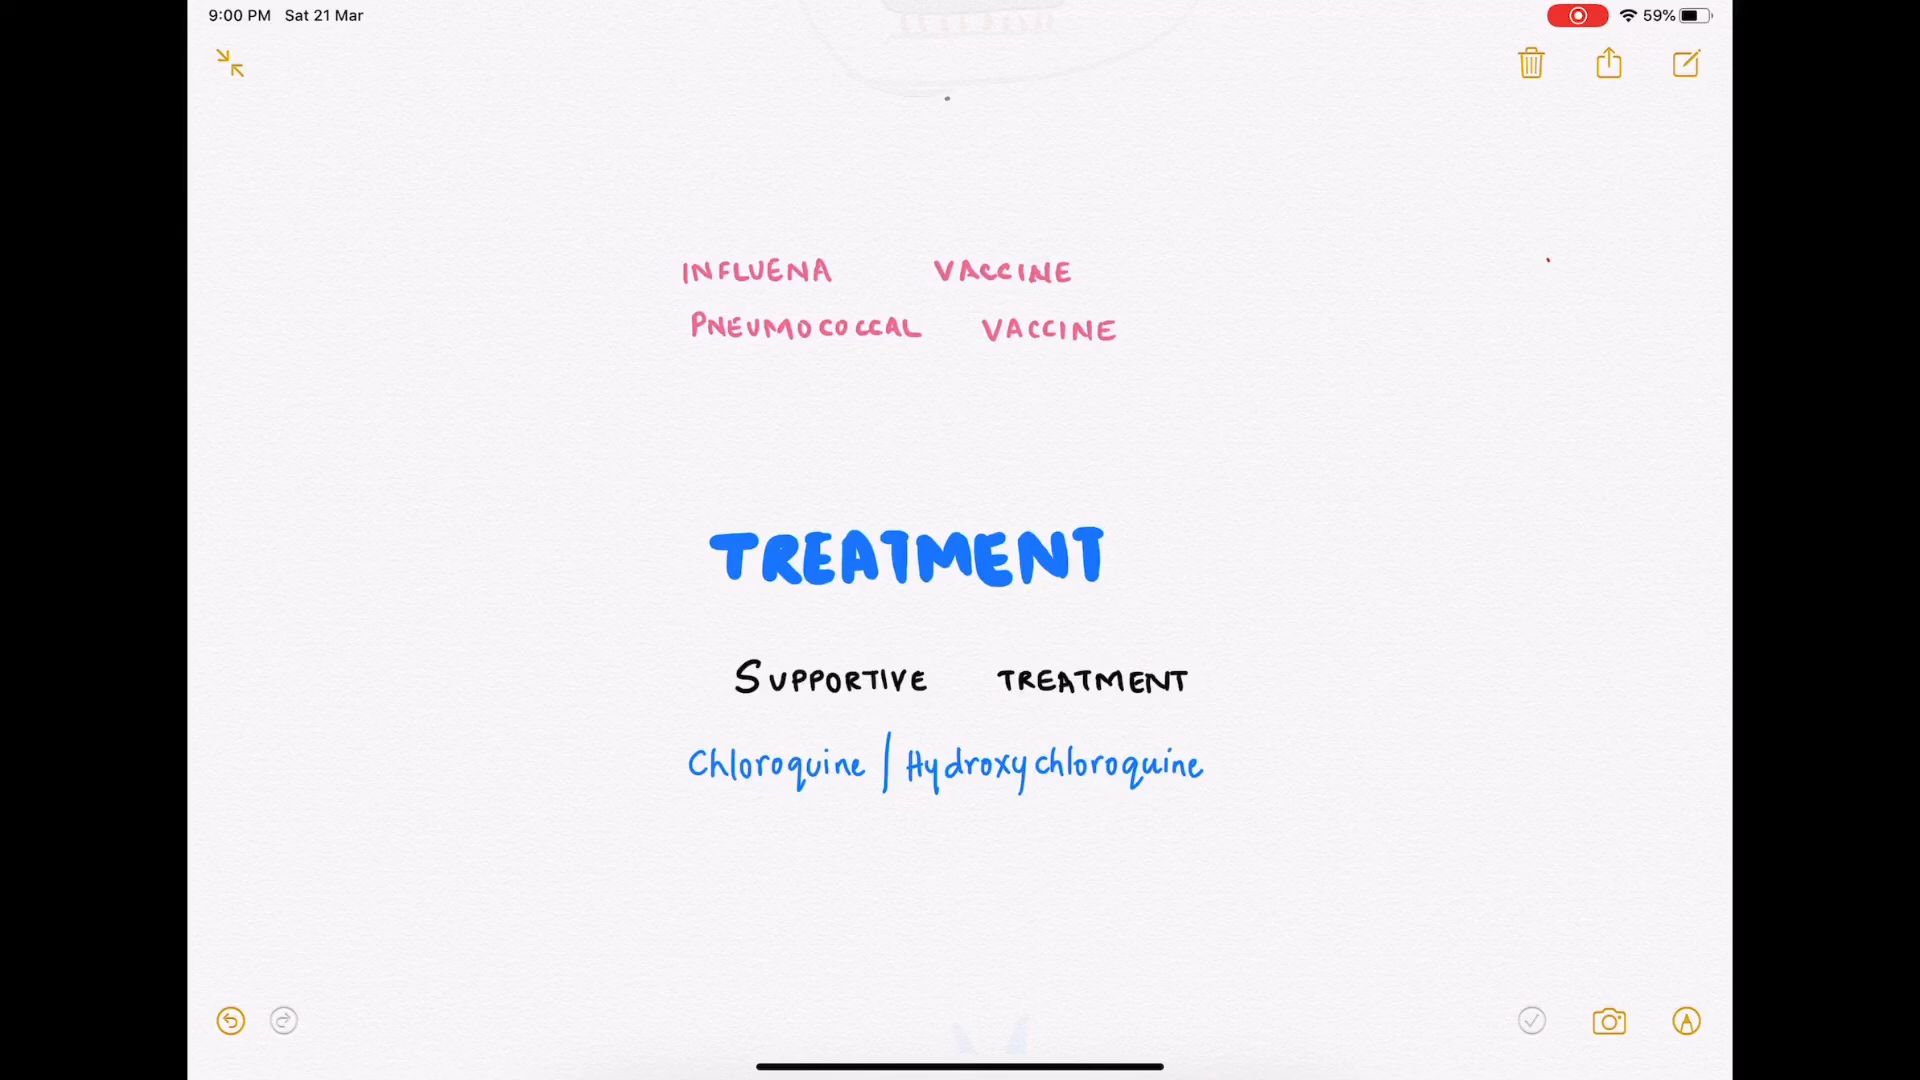 9:00 PM Sat 21 Mar 59%
INFLUENA VACCINE
PNEUMOCOCCAL VACCINE
TREATMENT
SUPPORTIVE TREATMENT
Chloroquine / Hydroxychloroquine